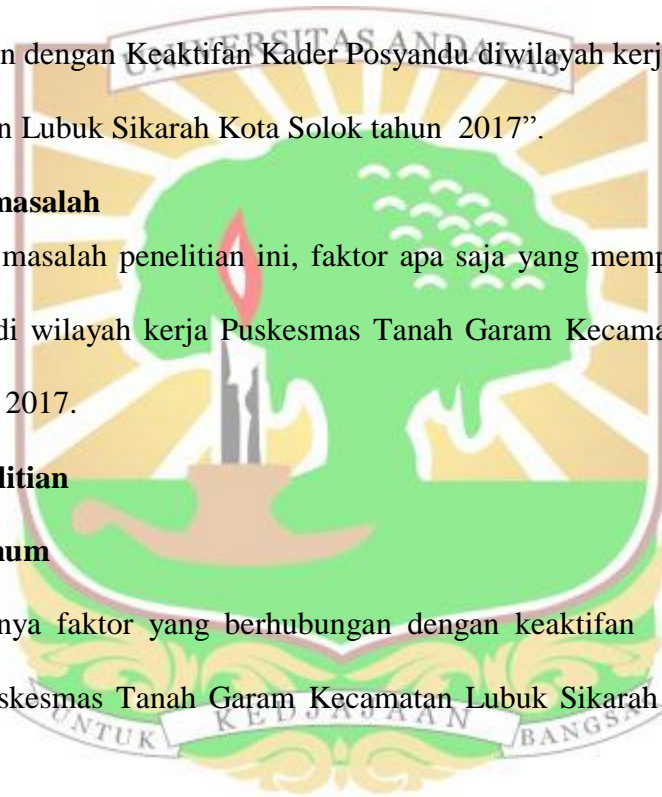 UNIVERSITAS ANDALAS
n dengan Keaktifan Kader Posyandu diwilayah kerj
n Lubuk Sikarah Kota Solok tahun 2017”.
masalah
masalah penelitian ini, faktor apa saja yang memp
di wilayah kerja Puskesmas Tanah Garam Kecama
2017.
litian
num
nya faktor yang berhubungan dengan keaktifan
skesmas Tanah Garam Kecamatan Lubuk Sikarah
UNTUK KEDJAJAAN BANGSA